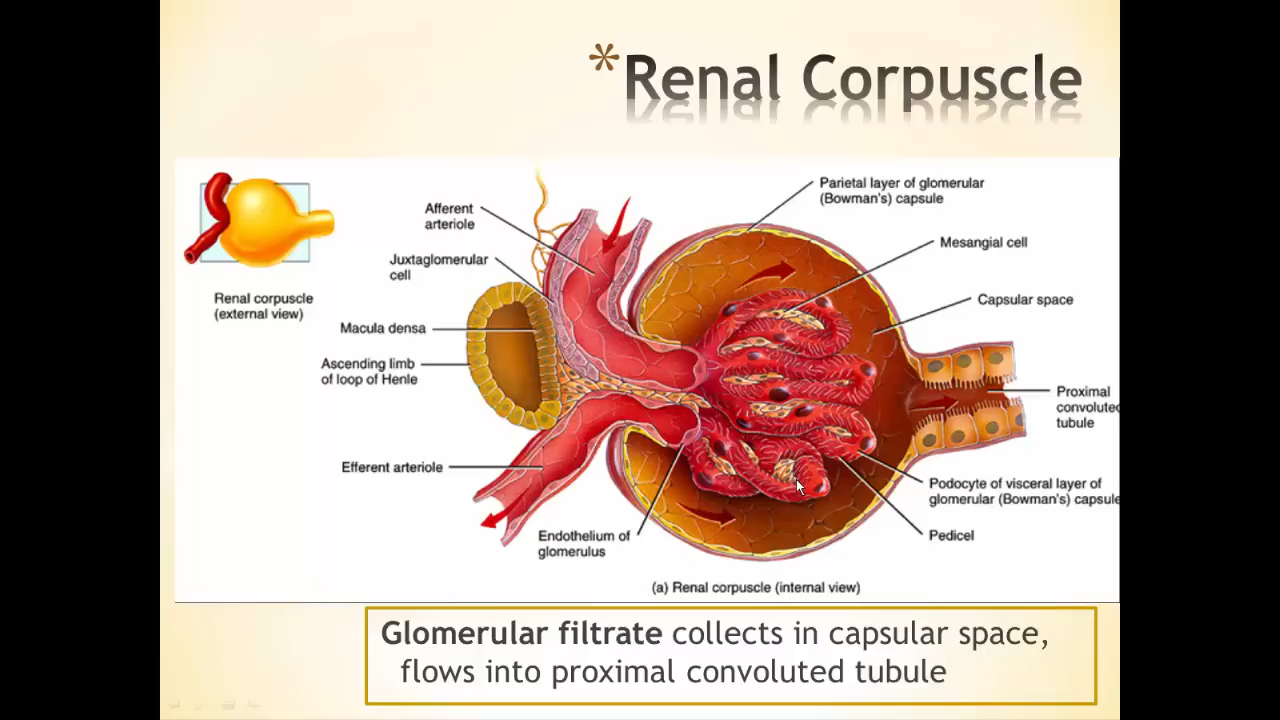 *Renal Corpuscle
Parietal layer of glomerular
(Bowman's) capsule
Afferent
arteriole
Mesangial cell
Juxtaglomerular
cell
Capsular space
Renal corpuscle
(external view)
Macula densa
Ascending limb
of loop of Henle
Proximal
convoluted
tubule
Efferent arteriole
Podocyte of visceral layer of
glomerular (Bowman's) capsule
Endothelium of
glomerulus
Pedicel
(a) Renal corpuscle (internal view)
Glomerular filtrate collects in capsular space,
flows into proximal convoluted tubule